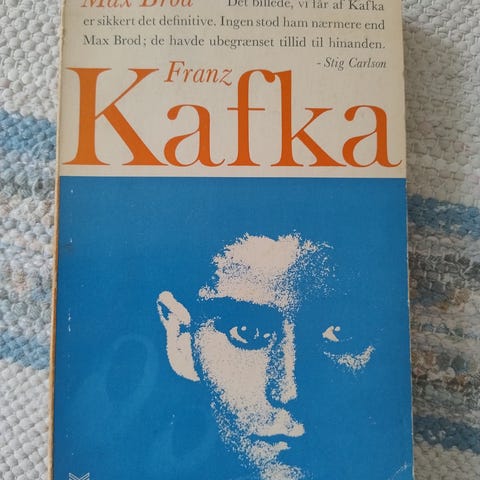 Max Brod
Det billede, vi får af Kafka
er sikkert det definitive. Ingen stod ham nærmere end
Max Brod; de havde ubegrænset tillid til hinanden.
- Stig Carlson
Franz
Kafka